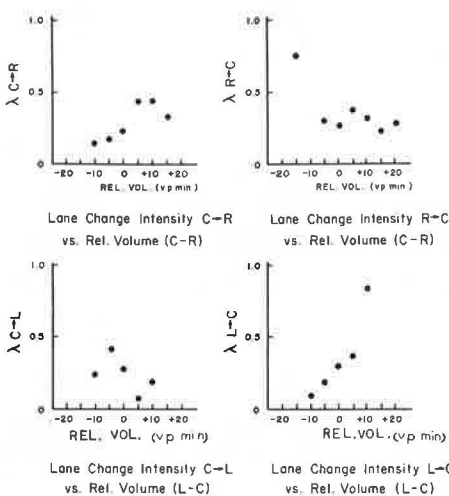 1.0
0.5
0
λ C→R
-20 -10 0 +10 +20
REL. VOL. (vp min)
Lane Change Intensity C→R
vs. Rel. Volume (C-R)
1.0
0.5
0
λ R→C
-20 -10 0 +10 +20
REL. VOL. (vp min)
Lane Change Intensity R→C
vs. Rel. Volume (C-R)
1.0
0.5
0
λ C→L
-20 -10 0 +10 +20
REL. VOL. (vp min)
Lane Change Intensity C→L
vs. Rel. Volume (L-C)
1.0
0.5
0
λ L→C
-20 -10 0 +10 +20
REL.VOL. (vp min)
Lane Change Intensity L→C
vs. Rel. Volume (L-C)